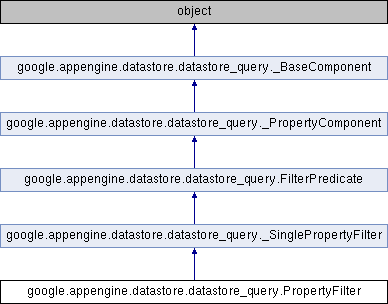 object
google.appengine.datastore.datastore_query._BaseComponent
google.appengine.datastore.datastore_query._PropertyComponent
google.appengine.datastore.datastore_query.FilterPredicate
google.appengine.datastore.datastore_query._SinglePropertyFilter
google.appengine.datastore.datastore_query.PropertyFilter